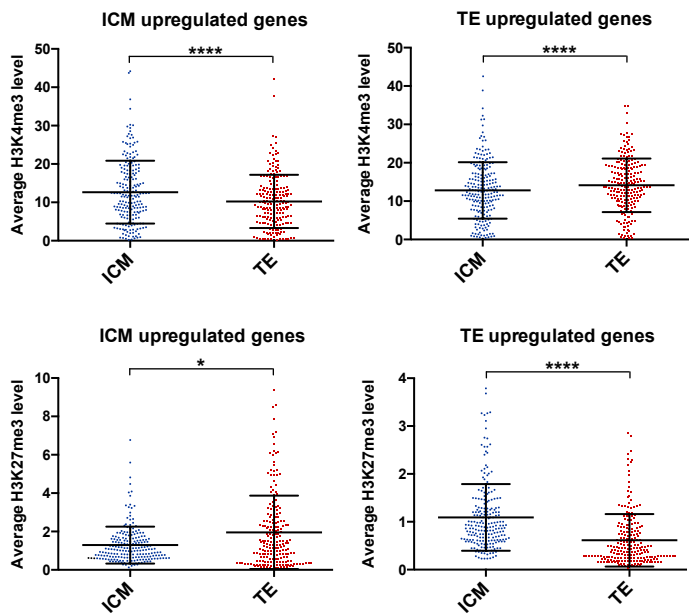 ICM upregulated genes
****
Average H3K4me3 level
50
40
30
20
10
0
ICM
TE
TE upregulated genes
****
Average H3K4me3 level
50
40
30
20
10
0
ICM
TE
ICM upregulated genes
*
Average H3K27me3 level
10
8
6
4
2
0
ICM
TE
TE upregulated genes
****
Average H3K27me3 level
4
3
2
1
0
ICM
TE